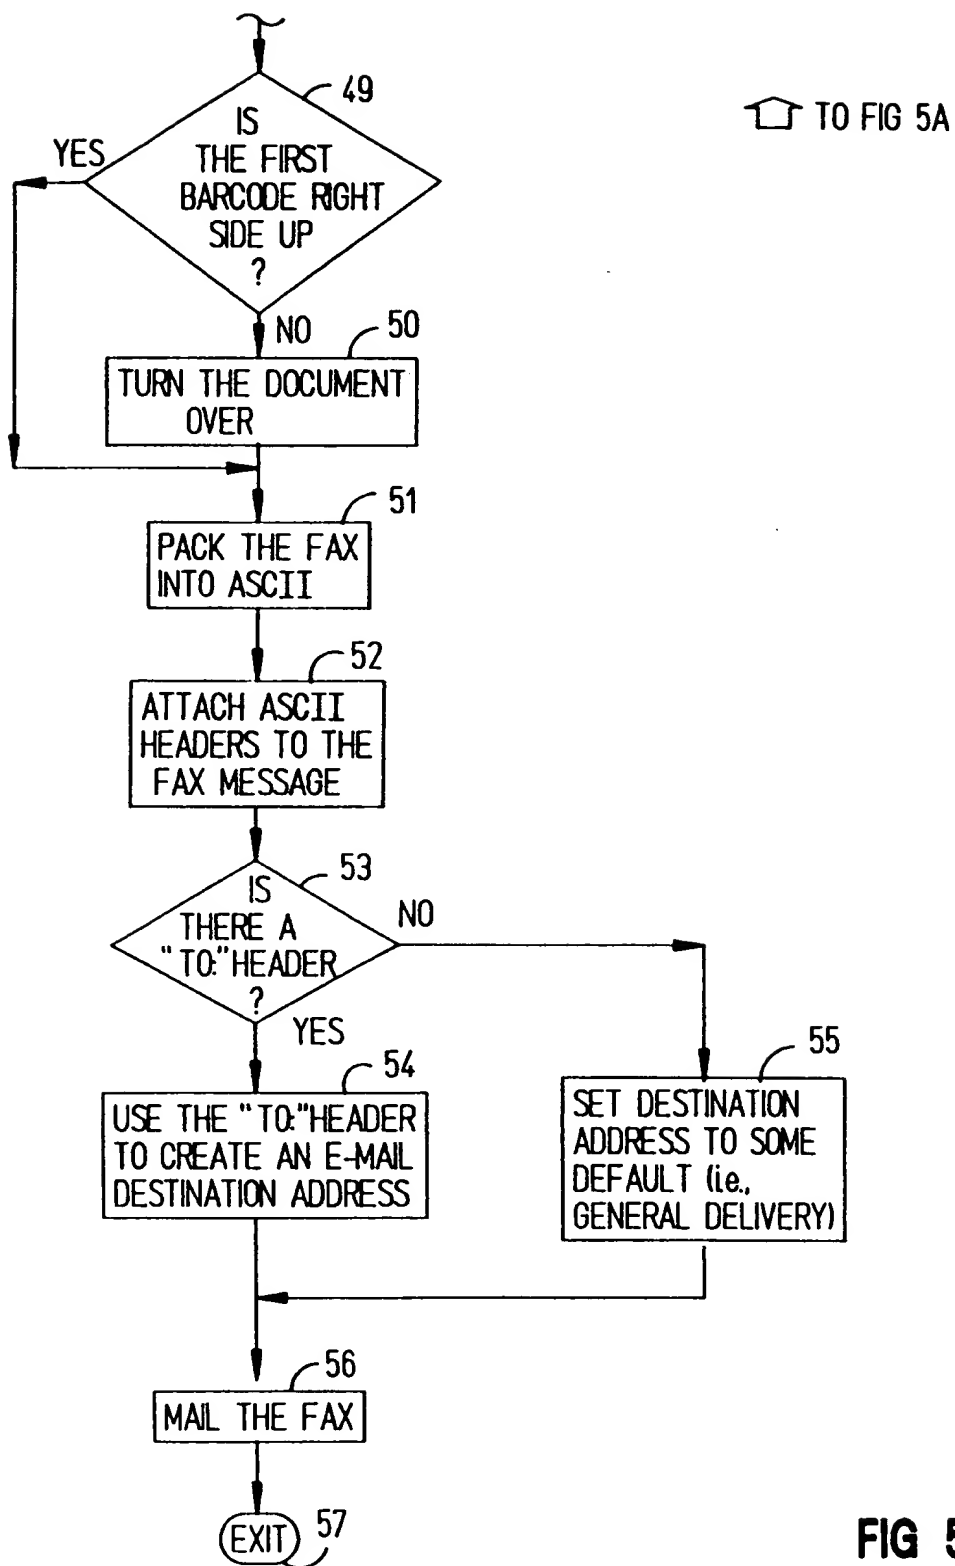 49
TO FIG 5A
IS
THE FIRST
BARCODE RIGHT
SIDE UP
?
YES
NO
50
TURN THE DOCUMENT
OVER
51
PACK THE FAX
INTO ASCII
52
ATTACH ASCII
HEADERS TO THE
FAX MESSAGE
53
IS
THERE A
"TO:"HEADER
?
NO
YES
54
USE THE "TO:"HEADER
TO CREATE AN E-MAIL
DESTINATION ADDRESS
55
SET DESTINATION
ADDRESS TO SOME
DEFAULT (i.e.,
GENERAL DELIVERY)
56
MAIL THE FAX
EXIT
57
FIG 5